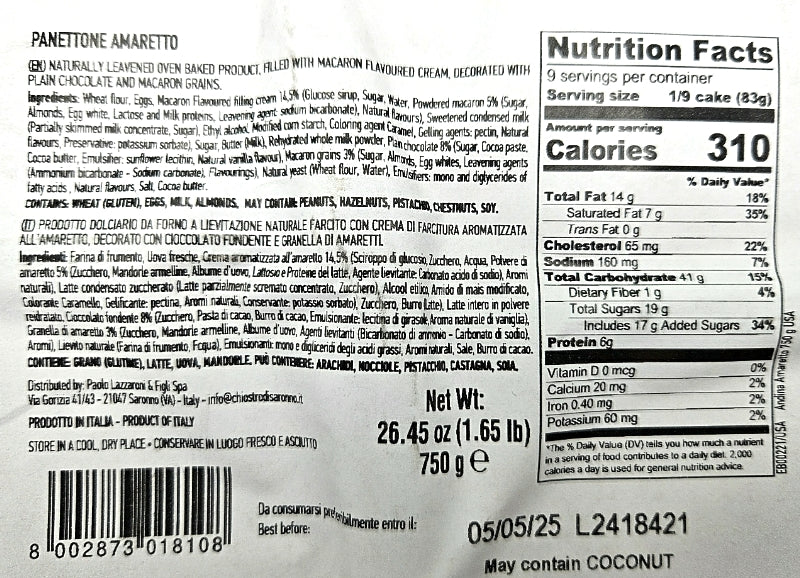 PANETTONE AMARETTO
(EN) NATURALLY LEAVENED OVEN BAKED PRODUCT, FILLED WITH MACARON FLAVOURED CREAM, DECORATED WITH
PLAIN CHOCOLATE AND MACARON GRAINS.
Ingredients: Wheat flour, Eggs, Macaron Flavoured filling cream 14,5% (Glucose sirup, Sugar, Water, Powdered macaron 5% (Sugar,
Almonds, Egg white, Lactose and Milk proteins, Leavening agent sodium bicarbonate), Natural flavours), Sweetened condensed milk
(Partially skimmed milk concentrate, Sugar), Ethyl alcohol, Modified corn starch, Coloring agent Caramel, Gelling agents: pectin, Natural
flavours, Preservative: potassium sorbate), Sugar, Butter (Milk), Rehydrated whole milk powder, Plain chocolate 8% (Sugar, Cocoa paste,
Cocoa butter, Emulsifier: sunflower lecithin, Natural vanilla flavour), Macaron grains 3% (Sugar, Almonds, Egg whites, Leavening agents
(Ammonium bicarbonate - Sodium carbonate), Flavourings), Natural yeast (Wheat flour, Water), Emulsifiers: mono and diglycerides of
fatty acids, Natural flavours, Salt, Cocoa butter.
CONTAINS: WHEAT (GLUTEN), EGGS, MILK, ALMONDS. MAY CONTAIN: PEANUTS, HAZELNUTS, PISTACHIO, CHESTNUTS, SOY.
(IT) PRODOTTO DOLCIARIO DA FORNO A LIEVITAZIONE NATURALE FARCITO CON CREMA DI FARCITURA AROMATIZZATA
ALL'AMARETTO, DECORATO CON CIOCCOLATO FONDENTE E GRANELLA DI AMARETTI.
Ingredienti: Farina di frumento, Uova fresche, Crema aromatizzata all'amaretto 14,5% (Sciroppo di glucosio, Zucchero, Acqua, Polvere di
amaretto 5% (Zucchero, Mandorle armelline, Albume d'uovo, Lattosio e Proteine del latte, Agente lievitante: Carbonato acido di sodio), Aromi
naturali), Latte condensato zuccherato (Latte parzialmente scremato concentrato, Zucchero), Alcool etilico, Amido di mais modificato,
Colorante Caramello, Gelificante: pectina, Aromi naturali, Conservante: potassio sorbato), Zucchero, Burro (Latte), Latte intero in polvere
reidratato, Cioccolato fondente 8% (Zucchero, Pasta di cacao, Burro di cacao, Emulsionante: lecitina di girasole, Aroma naturale di vaniglia),
Granella di amaretto 3% (Zucchero, Mandorle armelline, Albume d'uovo, Agenti lievitanti (Bicarbonato di ammonio - Carbonato di sodio),
Aromi), Lievito naturale (Farina di frumento, Acqua), Emulsionanti: mono e digliceridi degli acidi grassi, Aromi naturali, Sale, Burro di cacao.
CONTIENE: GRANO (GLUTINE), LATTE, UOVA, MANDORLE. PUÒ CONTENERE: ARACHIDI, NOCCIOLE, PISTACCHIO, CASTAGNA, SOIA.
Distributed by: Paolo Lazzaroni & Figli Spa
Via Gorizia 41/43 - 21047 Saronno (VA) - Italy - info@chiostrodisaronno.it
PRODOTTO IN ITALIA - PRODUCT OF ITALY
STORE IN A COOL, DRY PLACE • CONSERVARE IN LUOGO FRESCO E ASCIUTTO
Net Wt:
26.45 oz (1.65 lb)
750 g e
8 002873 018108
Da consumarsi preferibilmente entro il:
Best before:
05/05/25 L2418421
May contain COCONUT
Nutrition Facts
9 servings per container
Serving size 1/9 cake (83g)
Amount per serving
Calories 310
% Daily Value*
Total Fat 14 g 18%
Saturated Fat 7 g 35%
Trans Fat 0 g
Cholesterol 65 mg 22%
Sodium 160 mg 7%
Total Carbohydrate 41 g 15%
Dietary Fiber 1 g 4%
Total Sugars 19 g
Includes 17 g Added Sugars 34%
Protein 6g
Vitamin D 0 mcg 0%
Calcium 20 mg 2%
Iron 0.40 mg 2%
Potassium 60 mg 2%
*The % Daily Value (DV) tells you how much a nutrient
in a serving of food contributes to a daily diet. 2,000
calories a day is used for general nutrition advice.
EB00221/USA Andina Amaretto 750 g USA